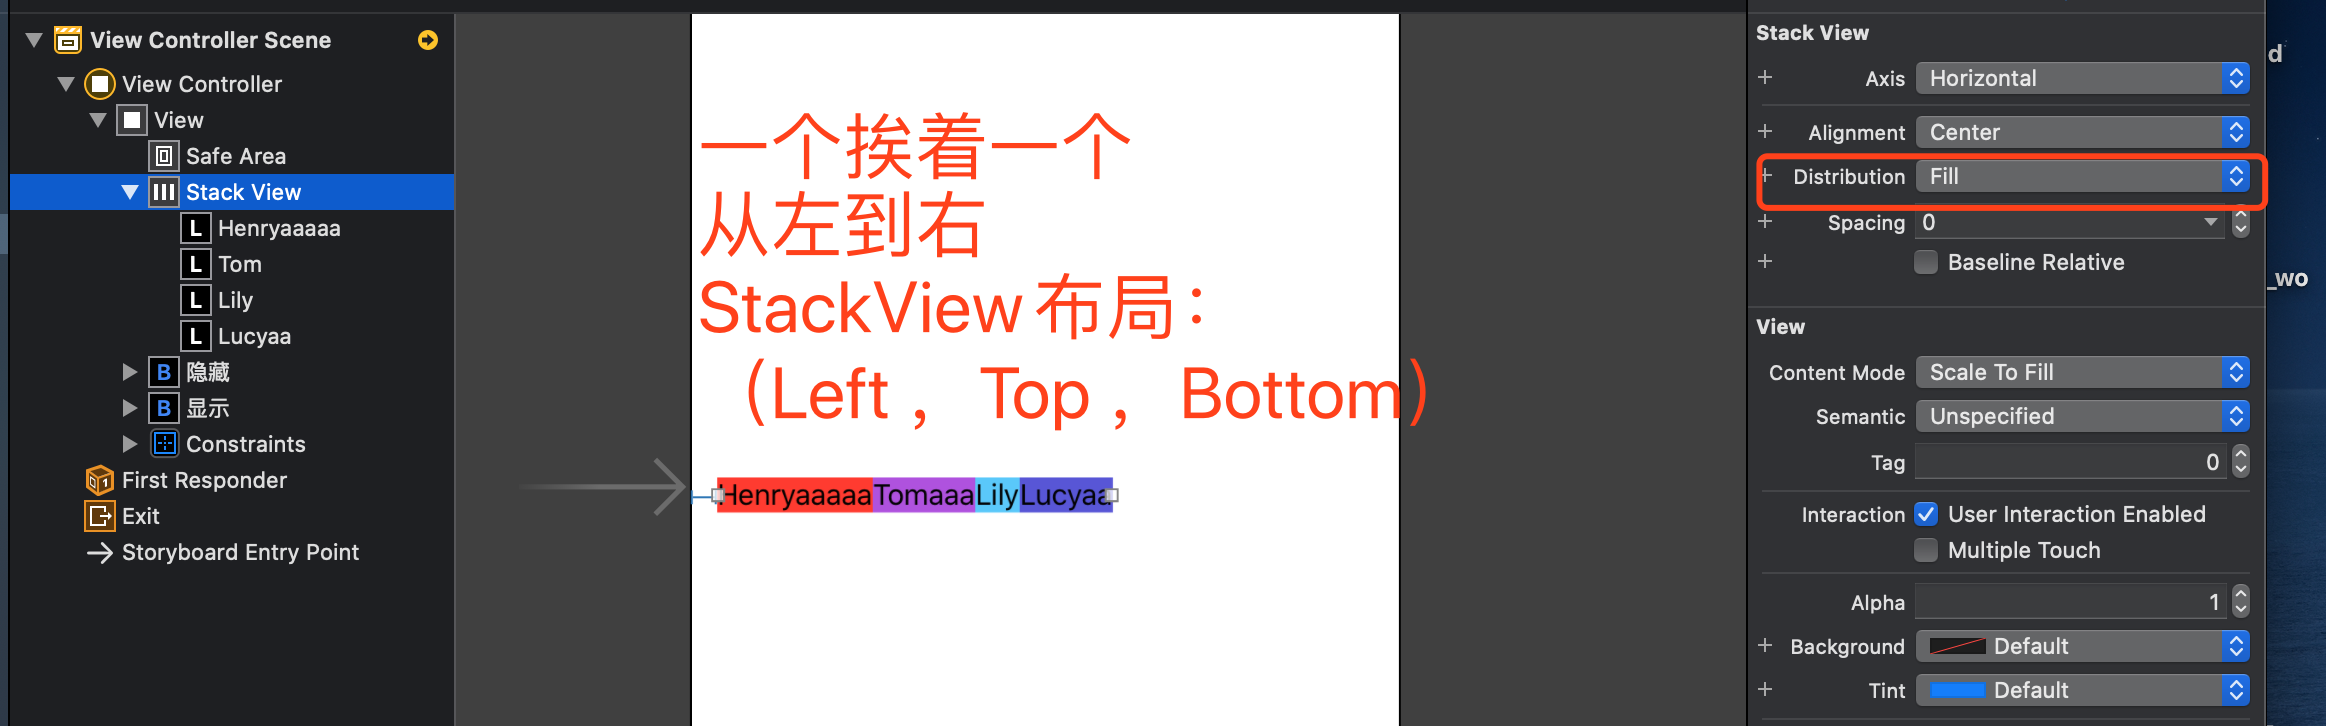 View Controller Scene
View Controller
View
Safe Area
Stack View
Henryaaaaa
Tom
Lily
Lucyaa
隐藏
显示
Constraints
First Responder
Exit
Storyboard Entry Point
一个挨着一个
从左到右
StackView布局：
（Left， Top， Bottom）
HenryaaaaaTomaaaLilyLucyaa
Stack View
Axis Horizontal
Alignment Center
Distribution Fill
Spacing 0
Baseline Relative
View
Content Mode Scale To Fill
Semantic Unspecified
Tag 0
Interaction User Interaction Enabled
Multiple Touch
Alpha 1
Background Default
Tint Default
d
_wo